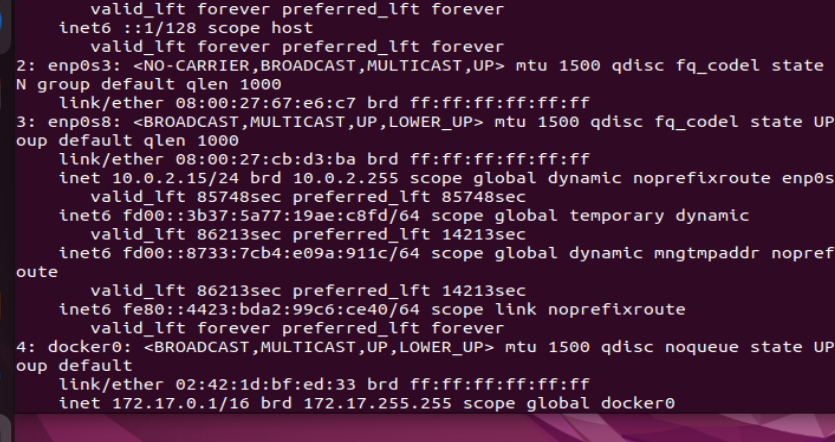 valid_lft forever preferred_lft forever
inet6 ::1/128 scope host
valid_lft forever preferred_lft forever
2: enp0s3: <NO-CARRIER,BROADCAST,MULTICAST,UP> mtu 1500 qdisc fq_codel state
N group default qlen 1000
link/ether 08:00:27:67:e6:c7 brd ff:ff:ff:ff:ff:ff
3: enp0s8: <BROADCAST,MULTICAST,UP,LOWER_UP> mtu 1500 qdisc fq_codel state UP
oup default qlen 1000
link/ether 08:00:27:cb:d3:ba brd ff:ff:ff:ff:ff:ff
inet 10.0.2.15/24 brd 10.0.2.255 scope global dynamic noprefixroute enp0s
valid_lft 85748sec preferred_lft 85748sec
inet6 fd00::3b37:5a77:19ae:c8fd/64 scope global temporary dynamic
valid_lft 86213sec preferred_lft 14213sec
inet6 fd00::8733:7cb4:e09a:911c/64 scope global dynamic mngtmpaddr nopref
oute
valid_lft 86213sec preferred_lft 14213sec
inet6 fe80::4423:bda2:99c6:ce40/64 scope link noprefixroute
valid_lft forever preferred_lft forever
4: docker0: <BROADCAST,MULTICAST,UP,LOWER_UP> mtu 1500 qdisc noqueue state UP
oup default
link/ether 02:42:1d:bf:ed:33 brd ff:ff:ff:ff:ff:ff
inet 172.17.0.1/16 brd 172.17.255.255 scope global docker0